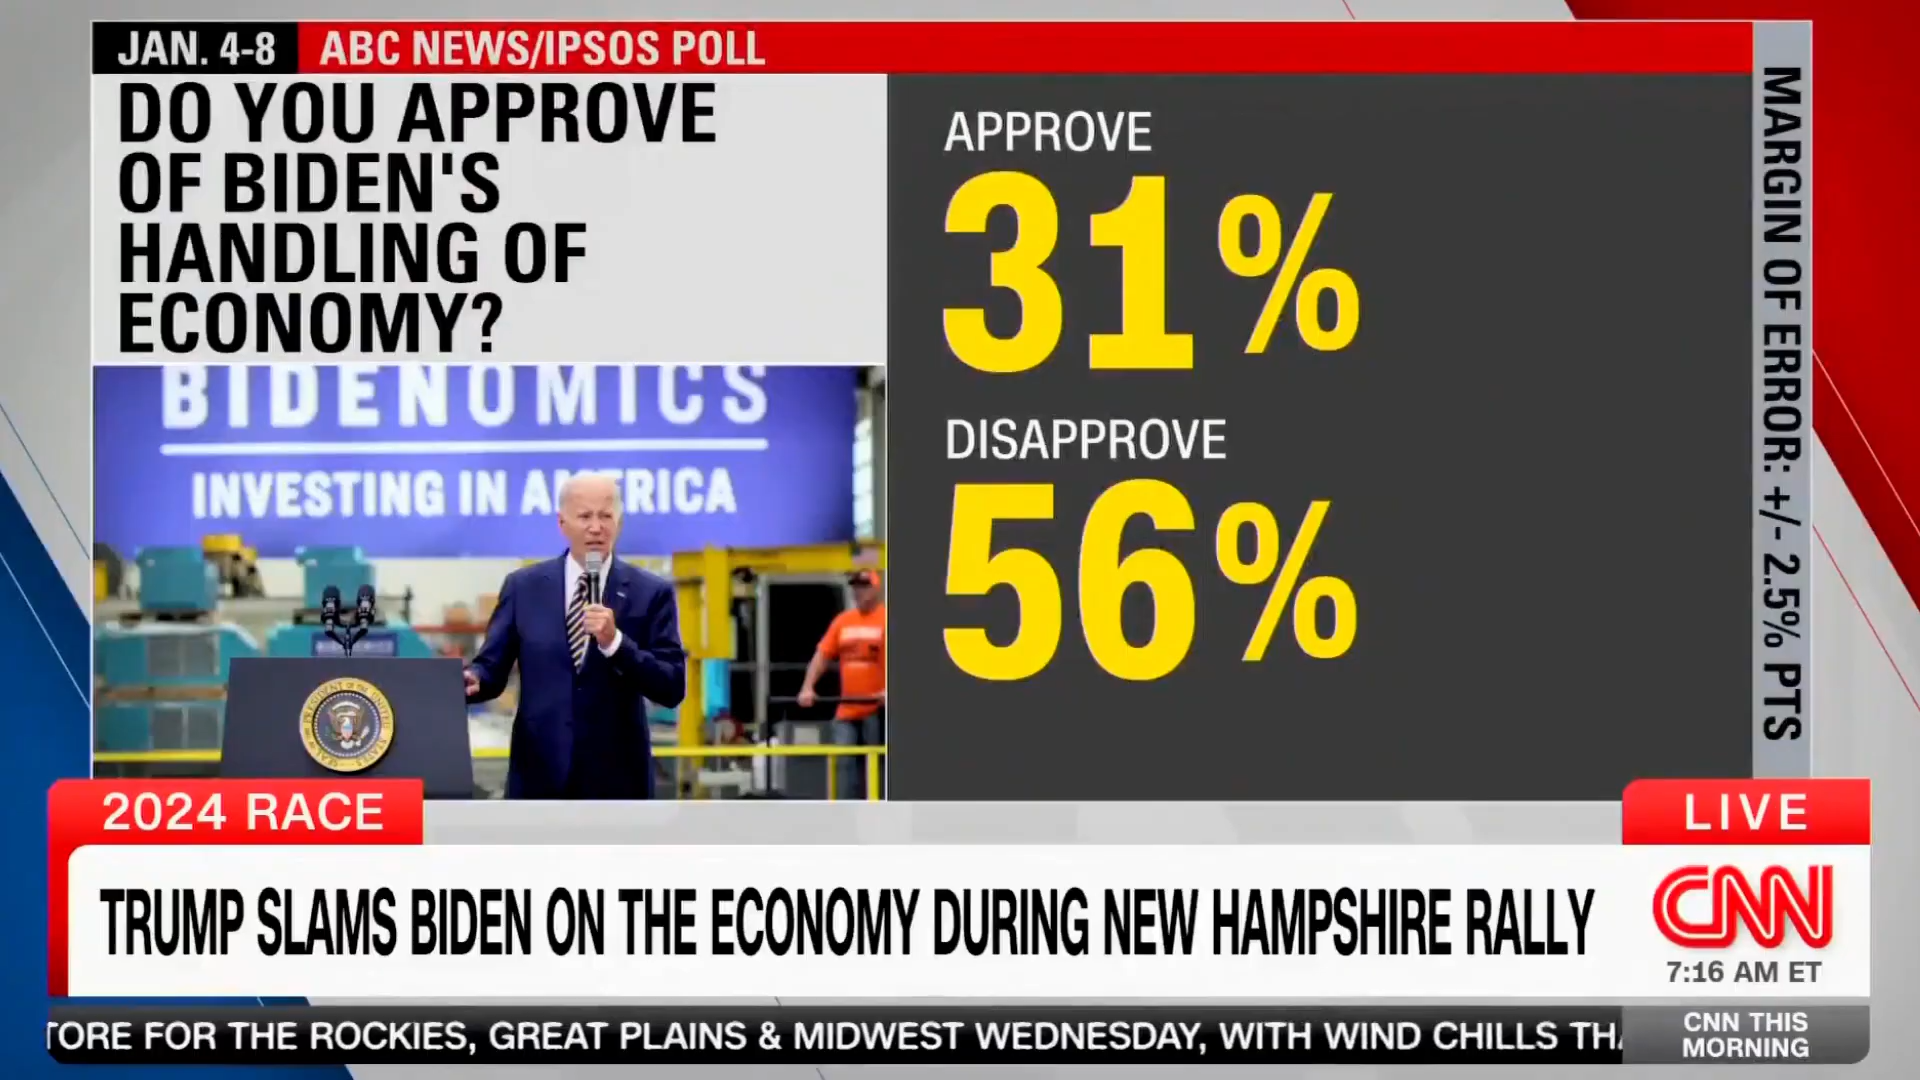 JAN. 4-8 ABC NEWS/IPSOS POLL
DO YOU APPROVE
OF BIDEN'S
HANDLING OF
ECONOMY?
APPROVE
31%
DISAPPROVE
56%
MARGIN OF ERROR: +/- 2.5% PTS
BIDENOMICS
INVESTING IN AMERICA
2024 RACE
LIVE
TRUMP SLAMS BIDEN ON THE ECONOMY DURING NEW HAMPSHIRE RALLY
CNN
7:16 AM ET
FOR THE ROCKIES, GREAT PLAINS & MIDWEST WEDNESDAY, WITH WIND CHILLS
CNN THIS
MORNING